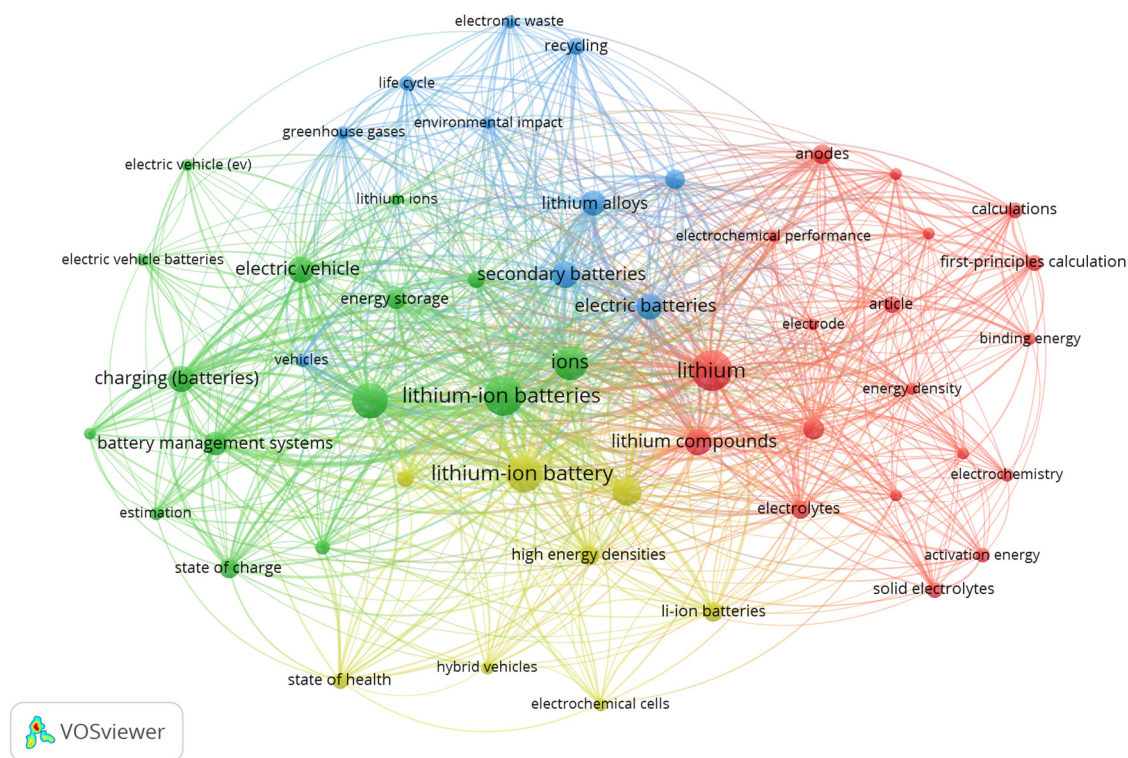 electronic waste
recycling
life cycle
environmental impact
greenhouse gases
anodes
electric vehicle (ev)
lithium ions
lithium alloys
calculations
electrochemical performance
electric vehicle batteries
electric vehicle
secondary batteries
first-principles calculation
energy storage
electric batteries
article
electrode
binding energy
vehicles
ions
lithium
charging (batteries)
lithium-ion batteries
energy density
battery management systems
lithium compounds
lithium-ion battery
electrochemistry
estimation
electrolytes
high energy densities
activation energy
state of charge
solid electrolytes
li-ion batteries
hybrid vehicles
state of health
electrochemical cells
VOSviewer